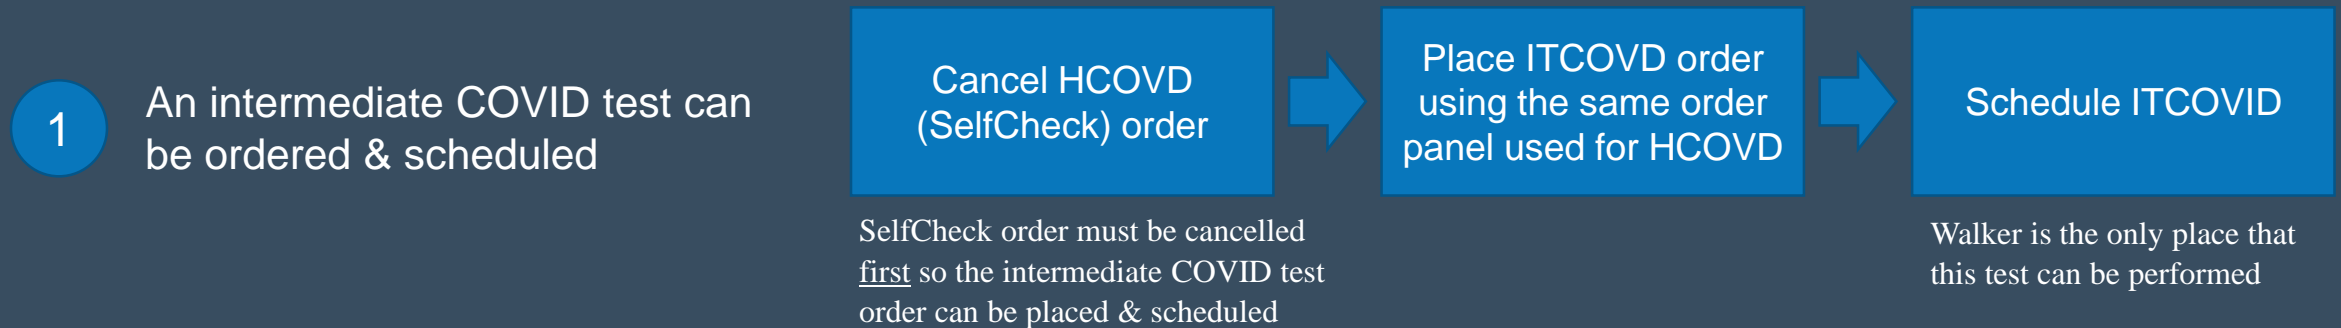 1
An intermediate COVID test can
be ordered & scheduled
Cancel HCOVD
(SelfCheck) order
SelfCheck order must be cancelled
first so the intermediate COVID test
order can be placed & scheduled
Place ITCOVD order
using the same order
panel used for HCOVD
Schedule ITCOVID
Walker is the only place that
this test can be performed